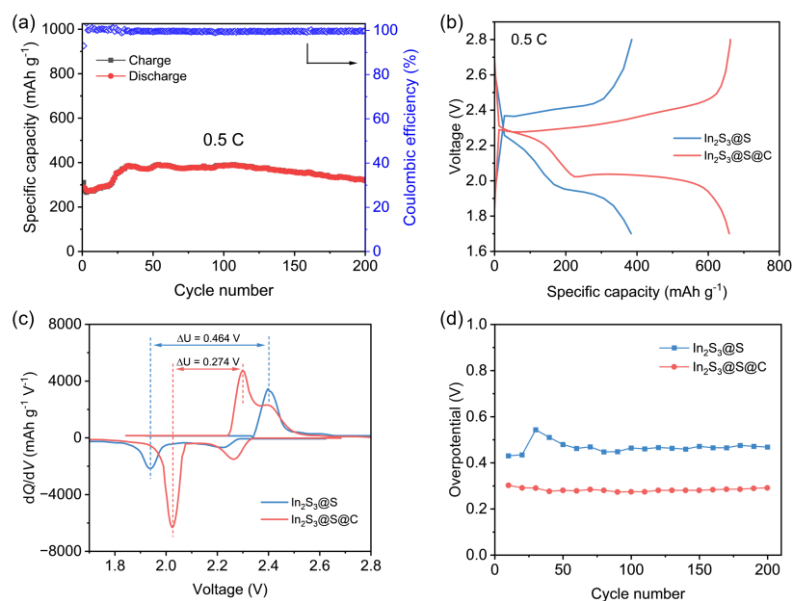 (a)
1000
800
600
400
200
0
Specific capacity (mAh g⁻¹)
Charge
Discharge
0.5 C
100
80
60
40
20
0
Coulombic efficiency (%)
0 50 100 150 200
Cycle number
(b)
0.5 C
2.8
2.6
2.4
2.2
2.0
1.8
1.6
Voltage (V)
In₂S₃@S
In₂S₃@S@C
0 200 400 600 800
Specific capacity (mAh g⁻¹)
(c)
8000
4000
0
−4000
−8000
dQ/dV (mAh g⁻¹ V⁻¹)
ΔU = 0.464 V
ΔU = 0.274 V
In₂S₃@S
In₂S₃@S@C
1.8 2.0 2.2 2.4 2.6 2.8
Voltage (V)
(d)
1.0
0.8
0.6
0.4
0.2
0.0
Overpotential (V)
In₂S₃@S
In₂S₃@S@C
0 50 100 150 200
Cycle number